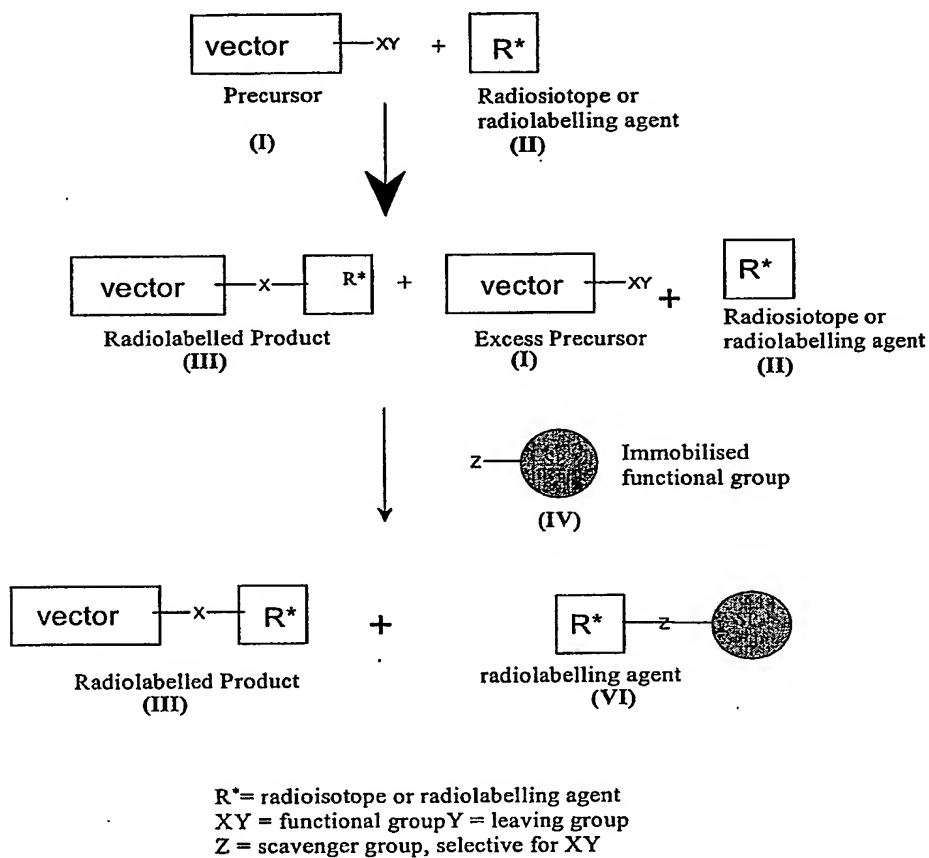 vector XY + R*
Precursor
Radiosiotope or
radiolabelling agent
(I)
(II)
vector X R* + vector XY + R*
Radiolabelled Product
(III)
Excess Precursor
(I)
Radiosiotope or
radiolabelling agent
(II)
Z
Immobilised
functional group
(IV)
vector X R* + R* Z
Radiolabelled Product
(III)
radiolabelling agent
(VI)
R*= radioisotope or radiolabelling agent
XY = functional groupY = leaving group
Z = scavenger group, selective for XY